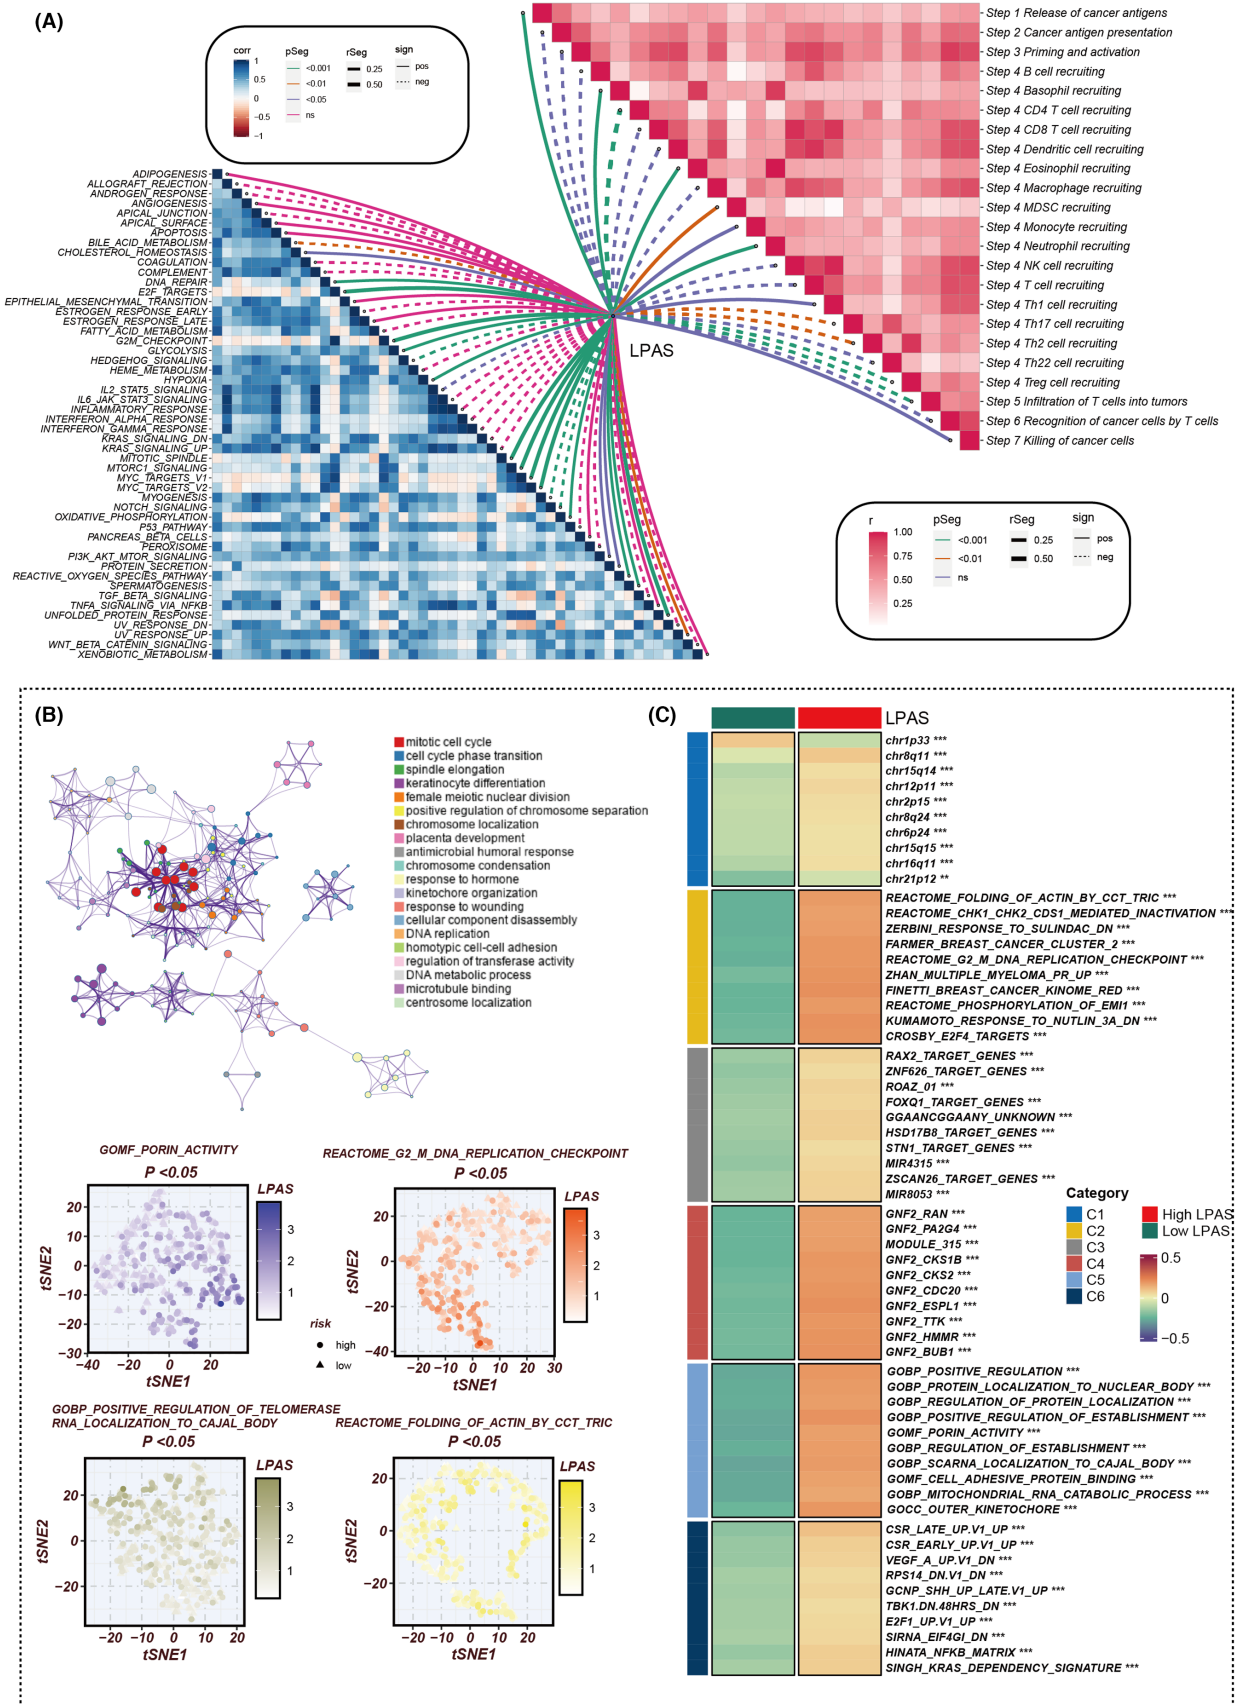 (A)
corr
1
0.5
0
−0.5
−1
pSeg
<0.001
<0.01
<0.05
ns
rSeg
0.25
0.50
sign
pos
neg
Step 1 Release of cancer antigens
Step 2 Cancer antigen presentation
Step 3 Priming and activation
Step 4 B cell recruiting
Step 4 Basophil recruiting
Step 4 CD4 T cell recruiting
Step 4 CD8 T cell recruiting
Step 4 Dendritic cell recruiting
Step 4 Eosinophil recruiting
Step 4 Macrophage recruiting
Step 4 MDSC recruiting
Step 4 Monocyte recruiting
Step 4 Neutrophil recruiting
Step 4 NK cell recruiting
Step 4 T cell recruiting
Step 4 Th1 cell recruiting
Step 4 Th17 cell recruiting
Step 4 Th2 cell recruiting
Step 4 Th22 cell recruiting
Step 4 Treg cell recruiting
Step 5 Infiltration of T cells into tumors
Step 6 Recognition of cancer cells by T cells
Step 7 Killing of cancer cells
ADIPOGENESIS
ALLOGRAFT_REJECTION
ANDROGEN_RESPONSE
ANGIOGENESIS
APICAL_JUNCTION
APICAL_SURFACE
APOPTOSIS
BILE_ACID_METABOLISM
CHOLESTEROL_HOMEOSTASIS
COAGULATION
COMPLEMENT
DNA_REPAIR
E2F_TARGETS
EPITHELIAL_MESENCHYMAL_TRANSITION
ESTROGEN_RESPONSE_EARLY
ESTROGEN_RESPONSE_LATE
FATTY_ACID_METABOLISM
G2M_CHECKPOINT
GLYCOLYSIS
HEDGEHOG_SIGNALING
HEME_METABOLISM
HYPOXIA
IL2_STAT5_SIGNALING
IL6_JAK_STAT3_SIGNALING
INFLAMMATORY_RESPONSE
INTERFERON_ALPHA_RESPONSE
INTERFERON_GAMMA_RESPONSE
KRAS_SIGNALING_DN
KRAS_SIGNALING_UP
MITOTIC_SPINDLE
MTORC1_SIGNALING
MYC_TARGETS_V1
MYC_TARGETS_V2
MYOGENESIS
NOTCH_SIGNALING
OXIDATIVE_PHOSPHORYLATION
P53_PATHWAY
PANCREAS_BETA_CELLS
PEROXISOME
PI3K_AKT_MTOR_SIGNALING
PROTEIN_SECRETION
REACTIVE_OXYGEN_SPECIES_PATHWAY
SPERMATOGENESIS
TGF_BETA_SIGNALING
TNFA_SIGNALING_VIA_NFKB
UNFOLDED_PROTEIN_RESPONSE
UV_RESPONSE_DN
UV_RESPONSE_UP
WNT_BETA_CATENIN_SIGNALING
XENOBIOTIC_METABOLISM
LPAS
r
1.00
0.75
0.50
0.25
pSeg
<0.001
<0.01
ns
rSeg
0.25
0.50
sign
pos
neg
(B)
mitotic cell cycle
cell cycle phase transition
spindle elongation
keratinocyte differentiation
female meiotic nuclear division
positive regulation of chromosome separation
chromosome localization
placenta development
antimicrobial humoral response
chromosome condensation
response to hormone
kinetochore organization
response to wounding
cellular component disassembly
DNA replication
homotypic cell-cell adhesion
regulation of transferase activity
DNA metabolic process
microtubule binding
centrosome localization
GOMF_PORIN_ACTIVITY
P <0.05
20
10
0
−10
−20
−30
−40 −20 0 20
tSNE1
tSNE2
LPAS
3
2
1
risk
high
low
REACTOME_G2_M_DNA_REPLICATION_CHECKPOINT
P <0.05
20
0
−20
−40
−20 −10 0 10 20 30
tSNE1
tSNE2
LPAS
3
2
1
GOBP_POSITIVE_REGULATION_OF_TELOMERASE
RNA_LOCALIZATION_TO_CAJAL_BODY
P <0.05
20
0
−20
−20 −10 0 10 20
tSNE1
tSNE2
LPAS
3
2
1
REACTOME_FOLDING_OF_ACTIN_BY_CCT_TRIC
P <0.05
20
0
−20
−20 −10 0 10 20
tSNE1
tSNE2
LPAS
3
2
1
(C)
LPAS
chr1p33 ***
chr8q11 ***
chr15q14 ***
chr12p11 ***
chr2p15 ***
chr8q24 ***
chr6p24 ***
chr15q15 ***
chr16q11 ***
chr21p12 **
REACTOME_FOLDING_OF_ACTIN_BY_CCT_TRIC ***
REACTOME_CHK1_CHK2_CDS1_MEDIATED_INACTIVATION ***
ZERBINI_RESPONSE_TO_SULINDAC_DN ***
FARMER_BREAST_CANCER_CLUSTER_2 ***
REACTOME_G2_M_DNA_REPLICATION_CHECKPOINT ***
ZHAN_MULTIPLE_MYELOMA_PR_UP ***
FINETTI_BREAST_CANCER_KINOME_RED ***
REACTOME_PHOSPHORYLATION_OF_EMI1 ***
KUMAMOTO_RESPONSE_TO_NUTLIN_3A_DN ***
CROSBY_E2F4_TARGETS ***
RAX2_TARGET_GENES ***
ZNF626_TARGET_GENES ***
ROAZ_01 ***
FOXQ1_TARGET_GENES ***
GGAANCGGAANY_UNKNOWN ***
HSD17B8_TARGET_GENES ***
STN1_TARGET_GENES ***
MIR4315 ***
ZSCAN26_TARGET_GENES ***
MIR8053 ***
GNF2_RAN ***
GNF2_PA2G4 ***
MODULE_315 ***
GNF2_CKS1B ***
GNF2_CKS2 ***
GNF2_CDC20 ***
GNF2_ESPL1 ***
GNF2_TTK ***
GNF2_HMMR ***
GNF2_BUB1 ***
GOBP_POSITIVE_REGULATION ***
GOBP_PROTEIN_LOCALIZATION_TO_NUCLEAR_BODY ***
GOBP_REGULATION_OF_PROTEIN_LOCALIZATION ***
GOBP_POSITIVE_REGULATION_OF_ESTABLISHMENT ***
GOMF_PORIN_ACTIVITY ***
GOBP_REGULATION_OF_ESTABLISHMENT ***
GOBP_SCARNA_LOCALIZATION_TO_CAJAL_BODY ***
GOMF_CELL_ADHESIVE_PROTEIN_BINDING ***
GOBP_MITOCHONDRIAL_RNA_CATABOLIC_PROCESS ***
GOCC_OUTER_KINETOCHORE ***
CSR_LATE_UP.V1_UP ***
CSR_EARLY_UP.V1_UP ***
VEGF_A_UP.V1_DN ***
RPS14_DN.V1_DN ***
GCNP_SHH_UP_LATE.V1_UP ***
TBK1.DN.48HRS_DN ***
E2F1_UP.V1_UP ***
SIRNA_EIF4GI_DN ***
HINATA_NFKB_MATRIX ***
SINGH_KRAS_DEPENDENCY_SIGNATURE ***
Category
C1
C2
C3
C4
C5
C6
High LPAS
Low LPAS
0.5
0
−0.5